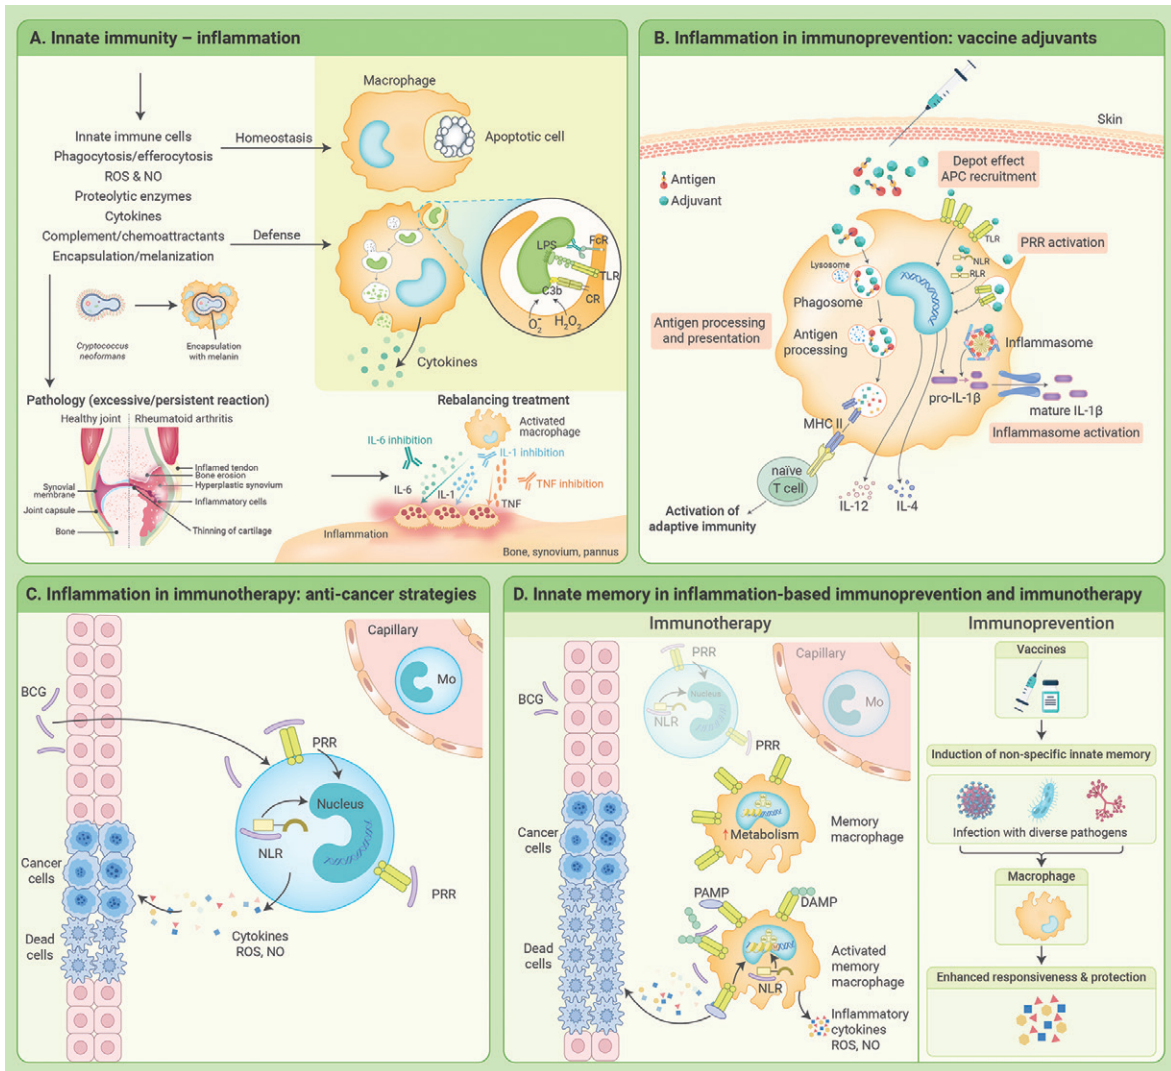 A. Innate immunity – inflammation
Innate immune cells
Phagocytosis/efferocytosis
ROS & NO
Proteolytic enzymes
Cytokines
Complement/chemoattractants
Encapsulation/melanization
Homeostasis
Defense
Macrophage
Apoptotic cell
LPS
FcR
TLR
C3b
CR
O₂⁻
H₂O₂
Cytokines
Cryptococcus
neoformans
Encapsulation
with melanin
Pathology (excessive/persistent reaction)
Healthy joint
Rheumatoid arthritis
Synovial
membrane
Joint capsule
Bone
Inflamed tendon
Bone erosion
Hyperplastic synovium
Inflammatory cells
Thinning of cartilage
Rebalancing treatment
Activated
macrophage
IL-6 inhibition
IL-1 inhibition
TNF inhibition
IL-6
IL-1
TNF
Inflammation
Bone, synovium, pannus
B. Inflammation in immunoprevention: vaccine adjuvants
Skin
Antigen
Adjuvant
Depot effect
APC recruitment
TLR
PRR activation
NLR
RLR
Lysosome
Phagosome
Antigen processing
and presentation
Antigen
processing
Inflammasome
pro-IL-1β
mature IL-1β
Inflammasome activation
MHC II
naïve
T cell
IL-12
IL-4
Activation of
adaptive immunity
C. Inflammation in immunotherapy: anti-cancer strategies
Capillary
Mo
BCG
PRR
Nucleus
NLR
PRR
Cancer
cells
Dead
cells
Cytokines
ROS, NO
D. Innate memory in inflammation-based immunoprevention and immunotherapy
Immunotherapy
PRR
Capillary
Mo
BCG
Nucleus
NLR
PRR
Cancer
cells
↑Metabolism
Memory
macrophage
PAMP
DAMP
Dead
cells
NLR
Activated
memory
macrophage
Inflammatory
cytokines
ROS, NO
Immunoprevention
Vaccines
Induction of non-specific innate memory
Infection with diverse pathogens
Macrophage
Enhanced responsiveness & protection